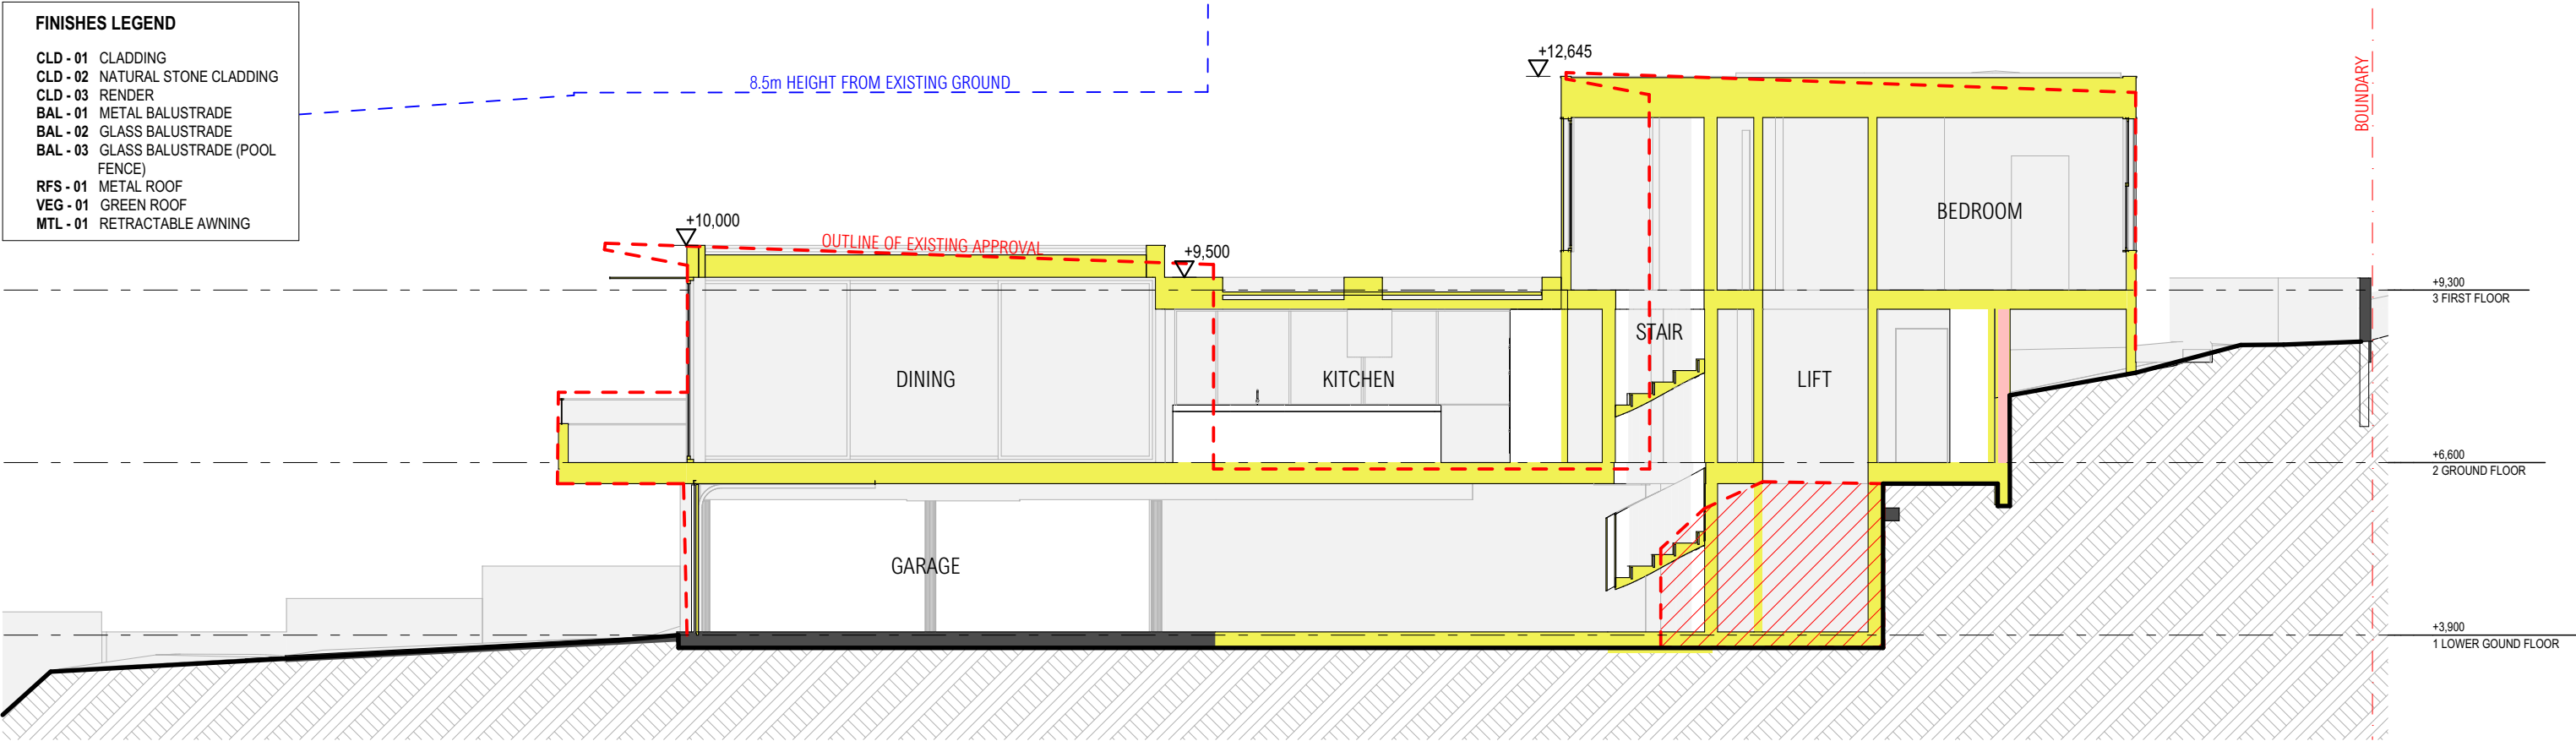 FINISHES LEGEND
CLD - 01 CLADDING
CLD - 02 NATURAL STONE CLADDING
CLD - 03 RENDER
BAL - 01 METAL BALUSTRADE
BAL - 02 GLASS BALUSTRADE
BAL - 03 GLASS BALUSTRADE (POOL
FENCE)
RFS - 01 METAL ROOF
VEG - 01 GREEN ROOF
MTL - 01 RETRACTABLE AWNING
8.5m HEIGHT FROM EXISTING GROUND
+12,645
BOUNDARY
+10,000
OUTLINE OF EXISTING APPROVAL
+9,500
BEDROOM
+9,300
3 FIRST FLOOR
STAIR
DINING
KITCHEN
LIFT
+6,600
2 GROUND FLOOR
GARAGE
+3,900
1 LOWER GOUND FLOOR